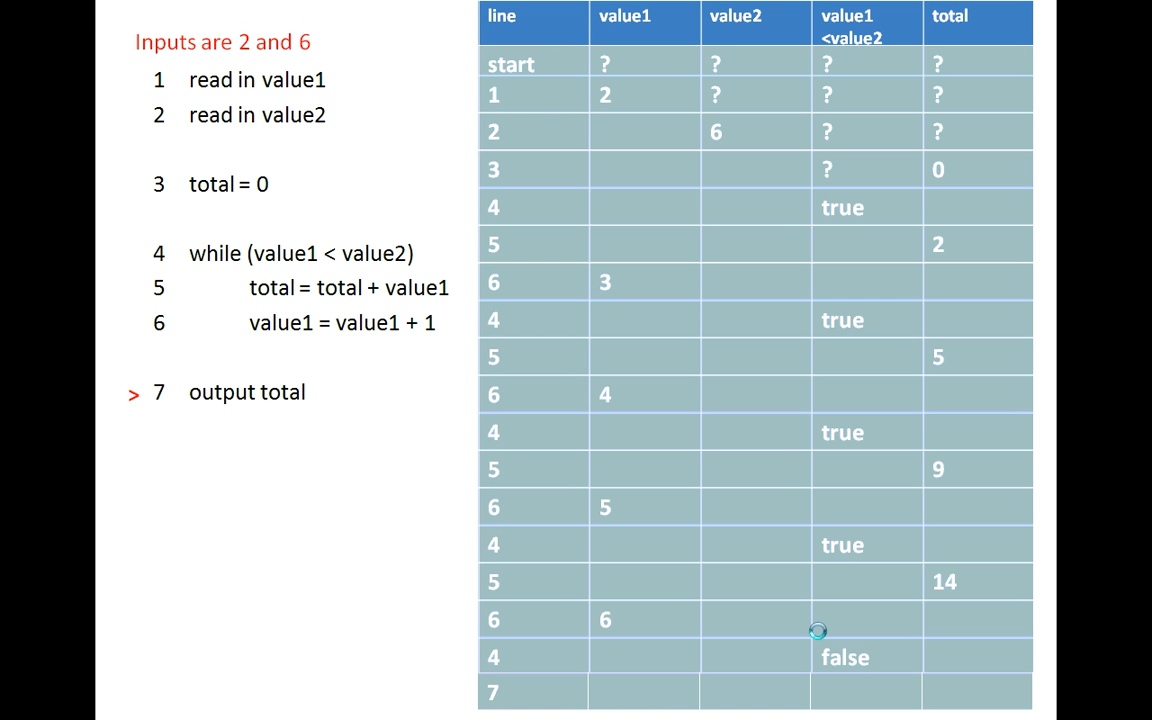 Inputs are 2 and 6
1 read in value1
2 read in value2
3 total = 0
4 while (value1 < value2)
5 total = total + value1
6 value1 = value1 + 1
> 7 output total
line value1 value2 value1 <value2 total
start ? ? ? ?
1 2 ? ? ?
2 6 ? ?
3 ? 0
4 true
5 2
6 3
4 true
5 5
6 4
4 true
5 9
6 5
4 true
5 14
6 6
4 false
7